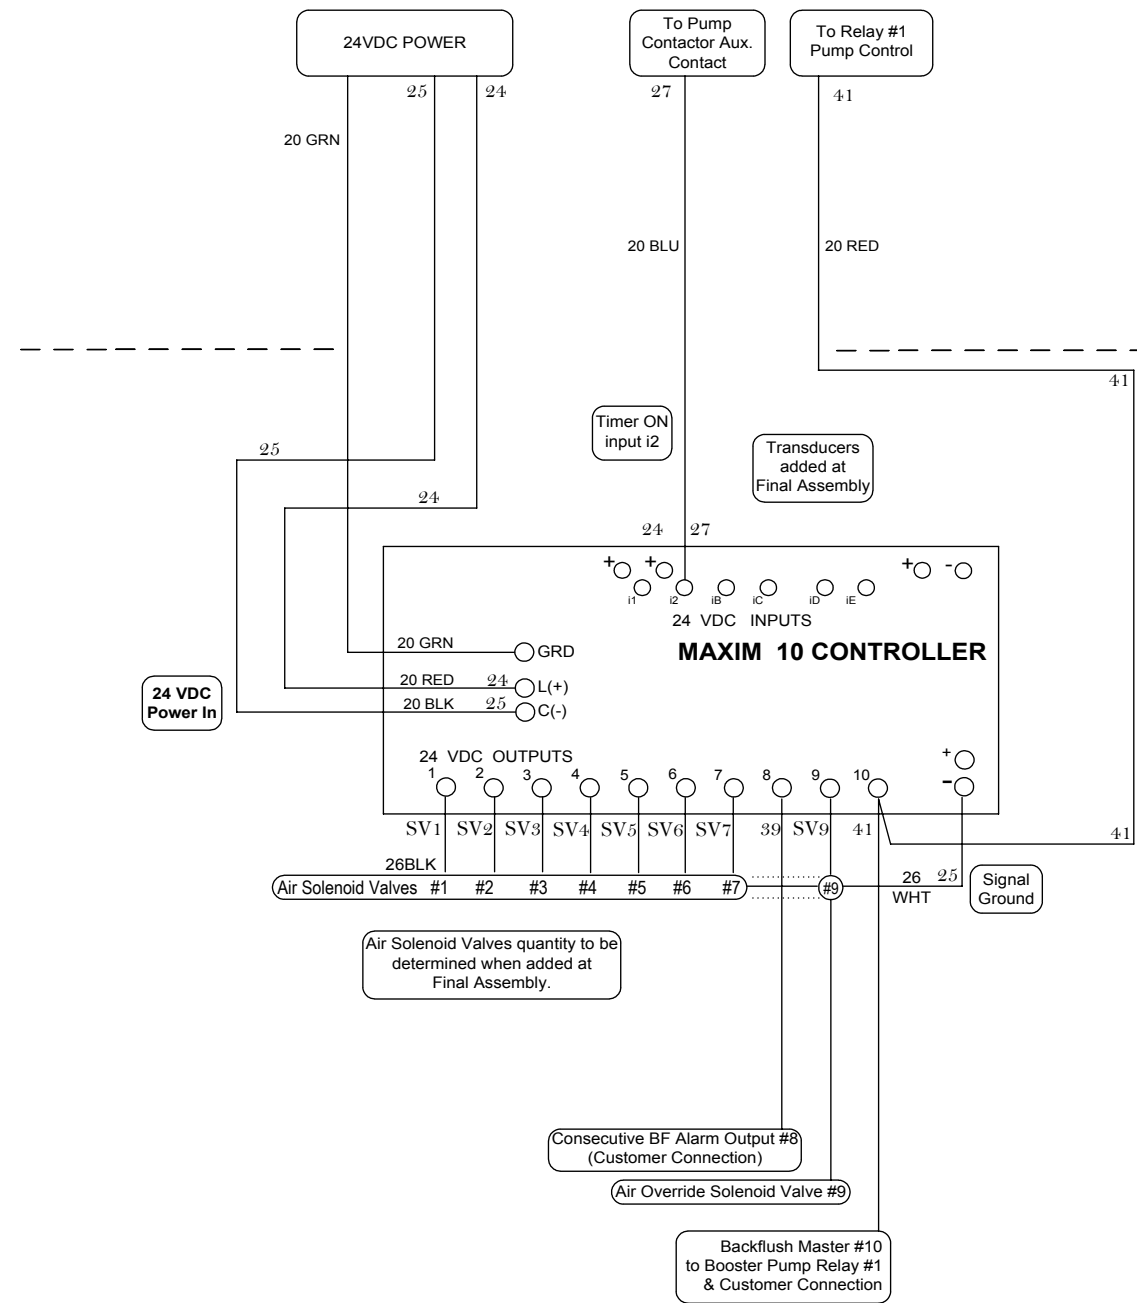 24VDC POWER
To Pump
Contactor Aux.
Contact
To Relay #1
Pump Control
25
24
27
41
20 GRN
20 BLU
20 RED
41
Timer ON
input i2
25
Transducers
added at
Final Assembly
24
24
27
+
+
+
-
i1
i2
iB
iC
iD
iE
24 VDC INPUTS
20 GRN
GRD
MAXIM 10 CONTROLLER
24 VDC
Power In
20 RED
24
L(+)
20 BLK
25
C(-)
24 VDC OUTPUTS
+
-
1
2
3
4
5
6
7
8
9
10
SV1
SV2
SV3
SV4
SV5
SV6
SV7
39
SV9
41
41
26BLK
Air Solenoid Valves #1 #2 #3 #4 #5 #6 #7
#9
26
WHT
25
Signal
Ground
Air Solenoid Valves quantity to be
determined when added at
Final Assembly.
Consecutive BF Alarm Output #8
(Customer Connection)
Air Override Solenoid Valve #9
Backflush Master #10
to Booster Pump Relay #1
& Customer Connection